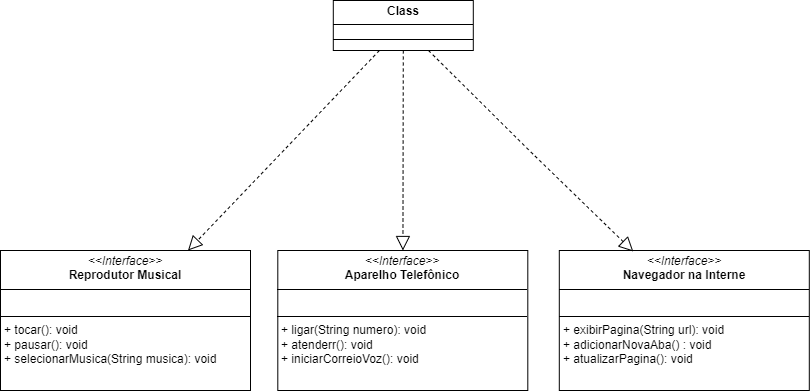 Class
<<Interface>>
Reprodutor Musical
+ tocar(): void
+ pausar(): void
+ selecionarMusica(String musica): void
<<Interface>>
Aparelho Telefônico
+ ligar(String numero): void
+ atenderr(): void
+ iniciarCorreioVoz(): void
<<Interface>>
Navegador na Interne
+ exibirPagina(String url): void
+ adicionarNovaAba() : void
+ atualizarPagina(): void